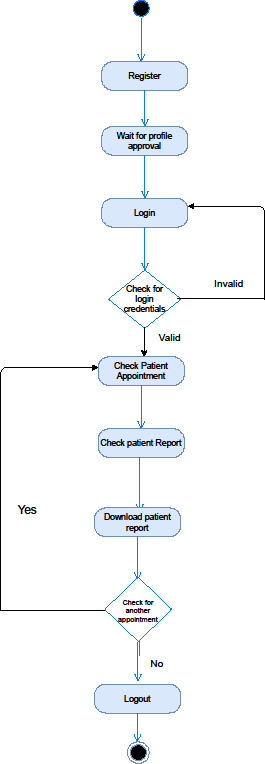 Register
Wait for profile
approval
Login
Check for
login
credentials
Invalid
Valid
Check Patient
Appointment
Check patient Report
Yes
Download patient
report
Check for
another
appointment
No
Logout